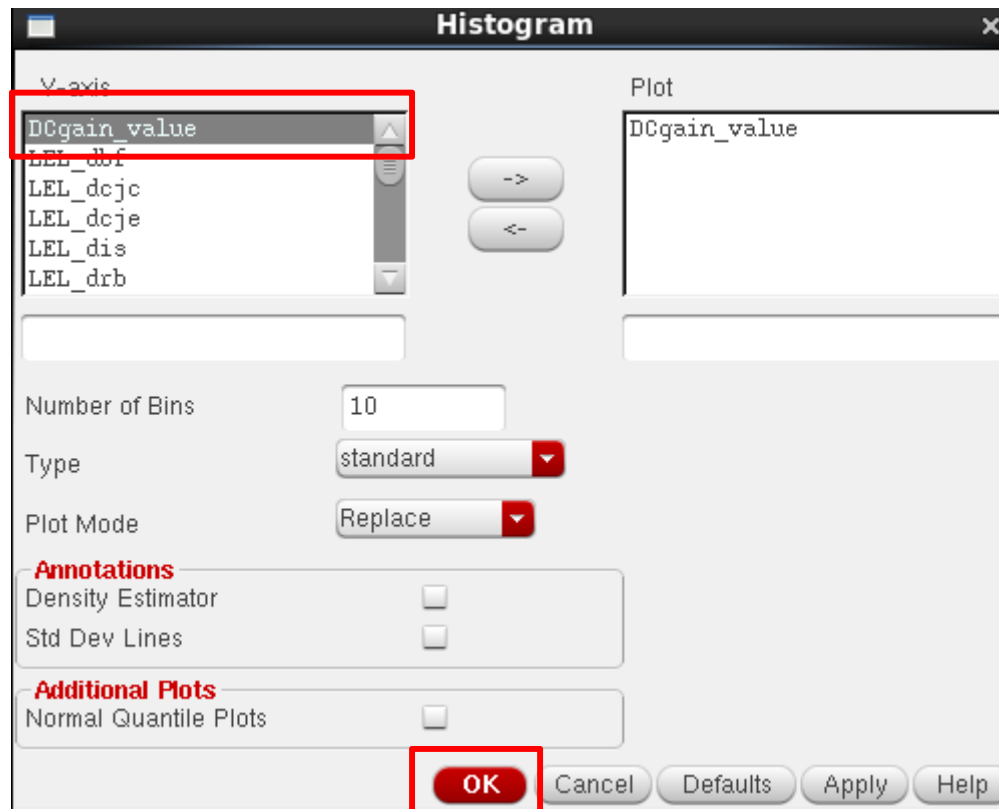 Histogram
Y-axis
Plot
DCgain_value
LEL_dbf
LEL_dcjc
LEL_dcje
LEL_dis
LEL_drb
->
<-
DCgain_value
Number of Bins
10
Type
standard
Plot Mode
Replace
Annotations
Density Estimator
Std Dev Lines
Additional Plots
Normal Quantile Plots
OK
Cancel
Defaults
Apply
Help